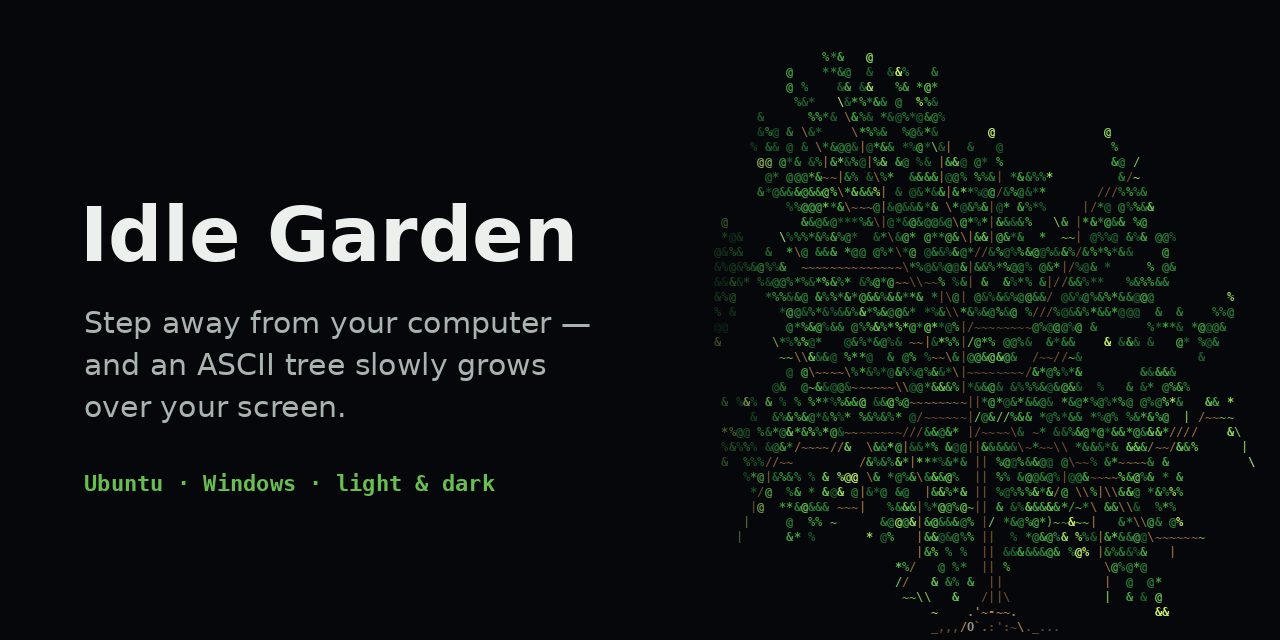 Idle Garden
Step away from your computer —
and an ASCII tree slowly grows
over your screen.
Ubuntu · Windows · light & dark